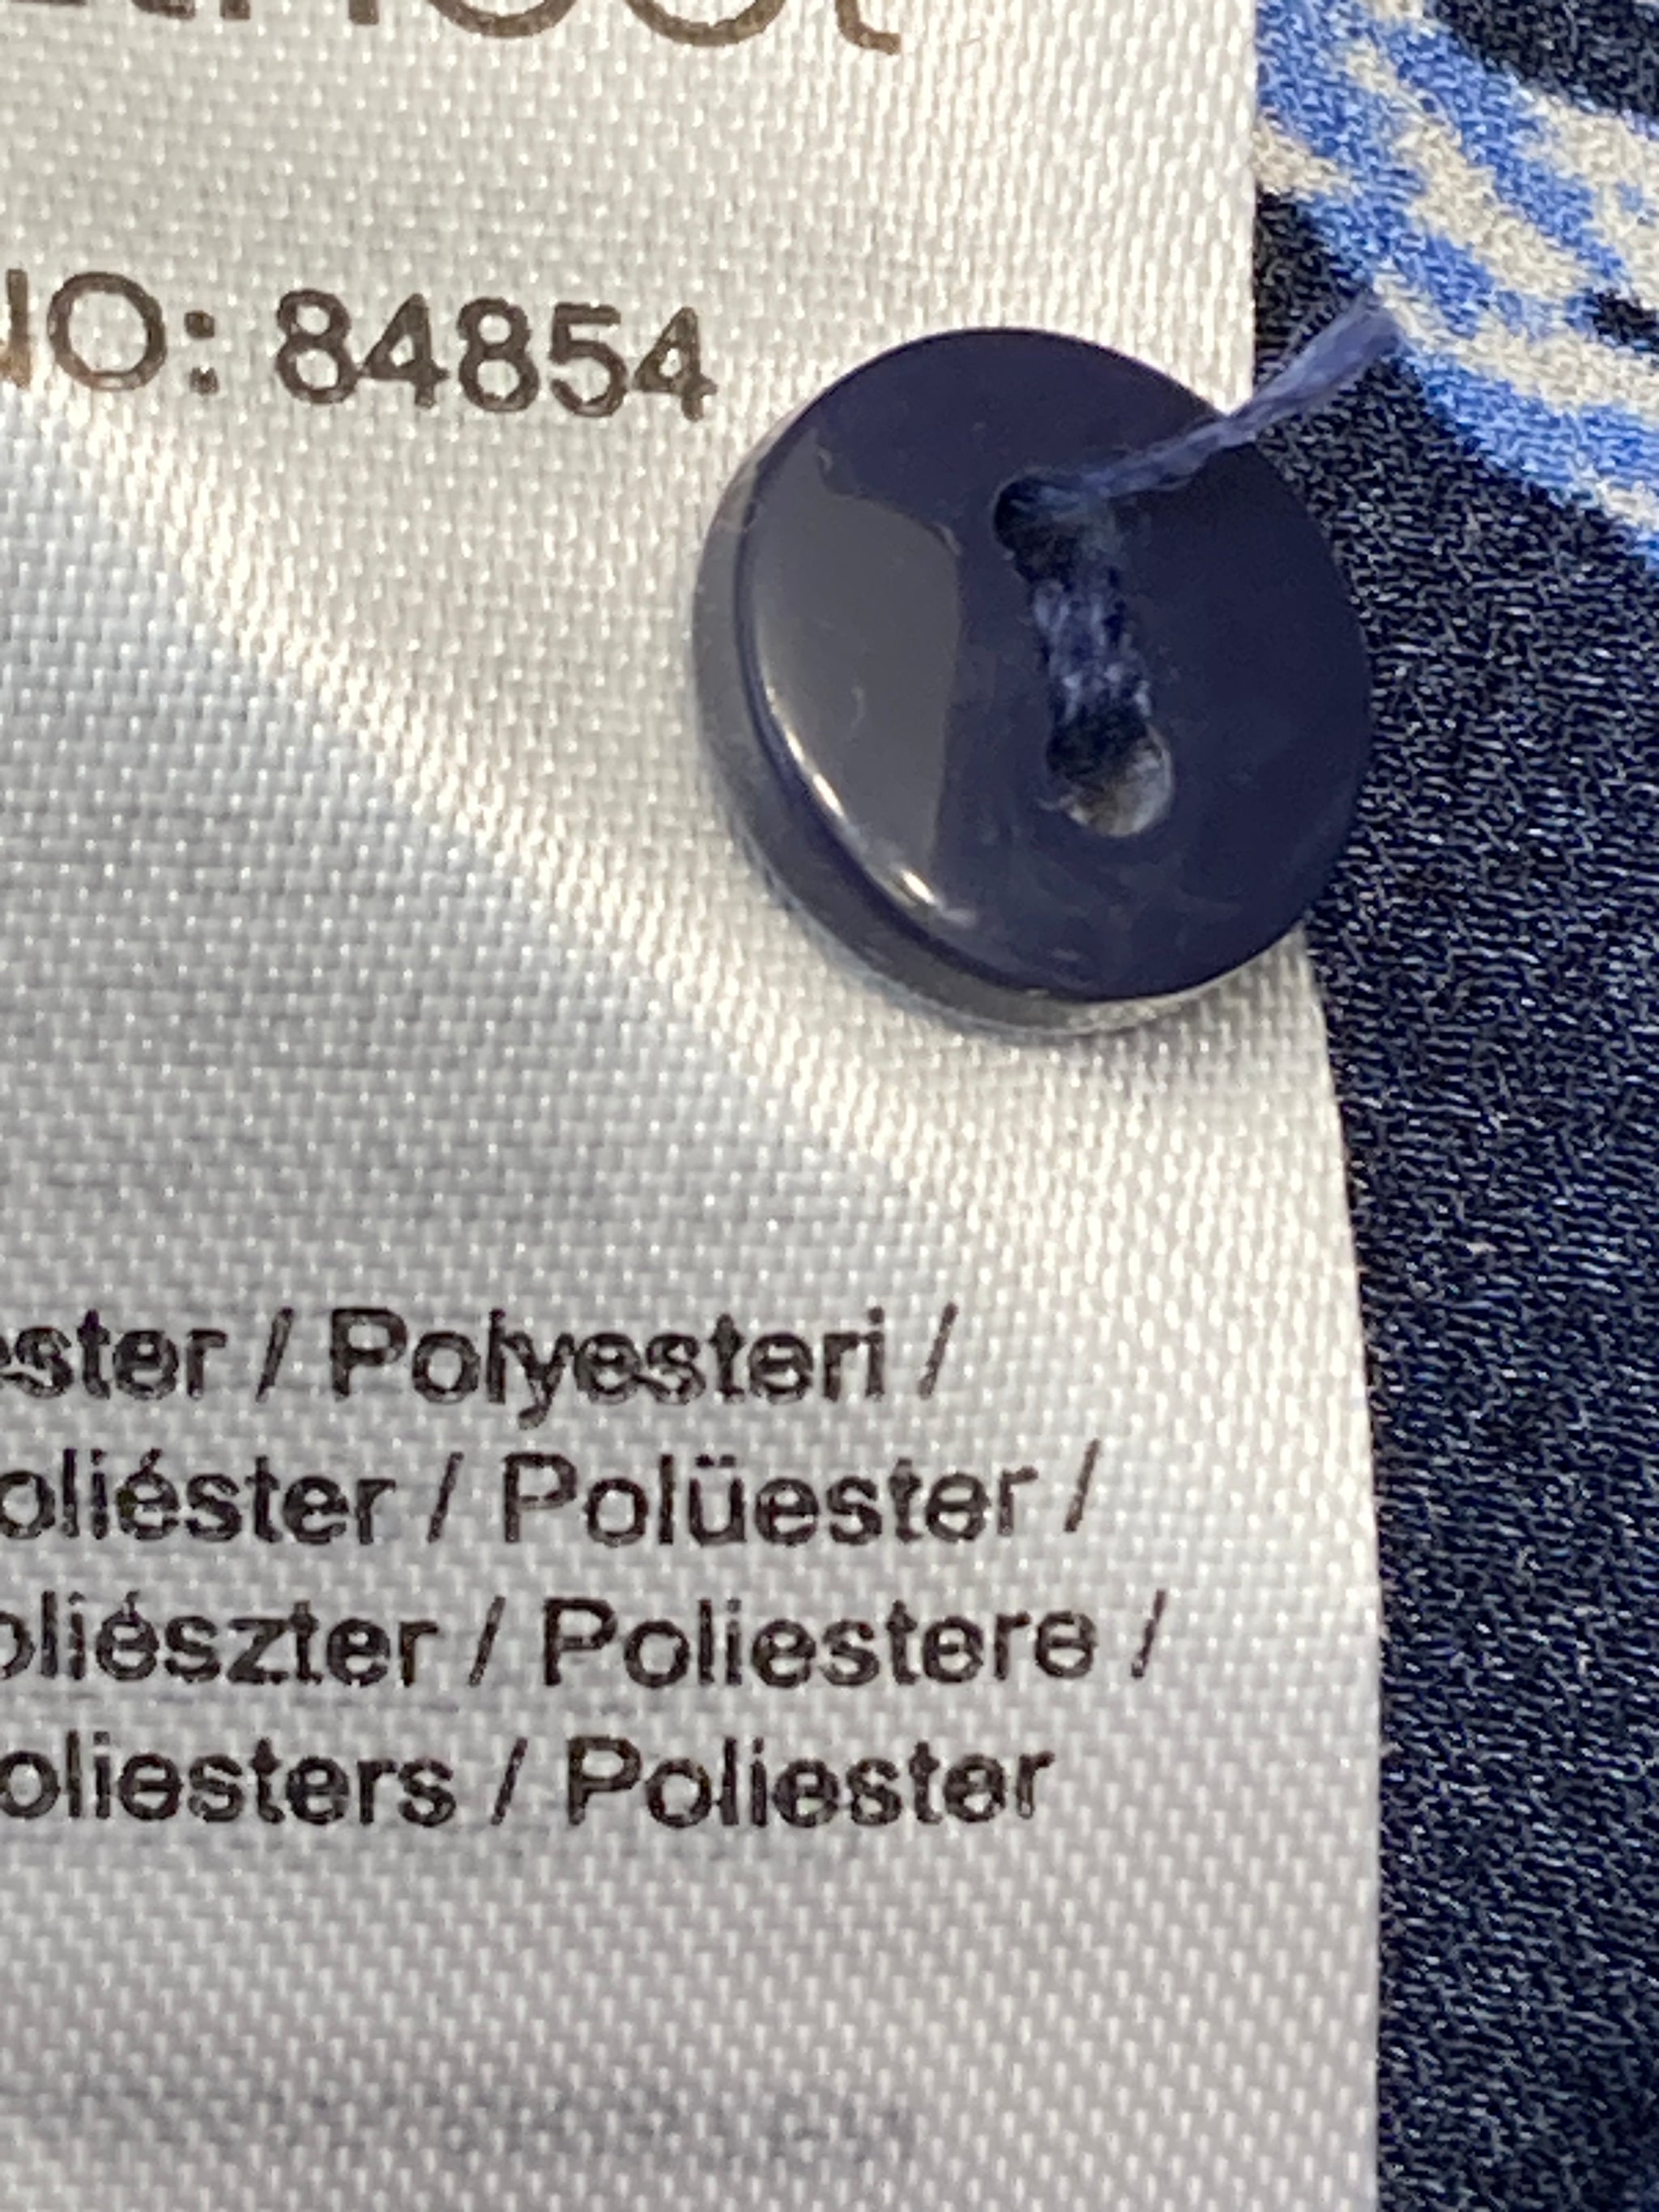 NO: 84854
ester / Polyesteri /
oliéster / Polüester /
oliészter / Poliestere /
oliesters / Poliester